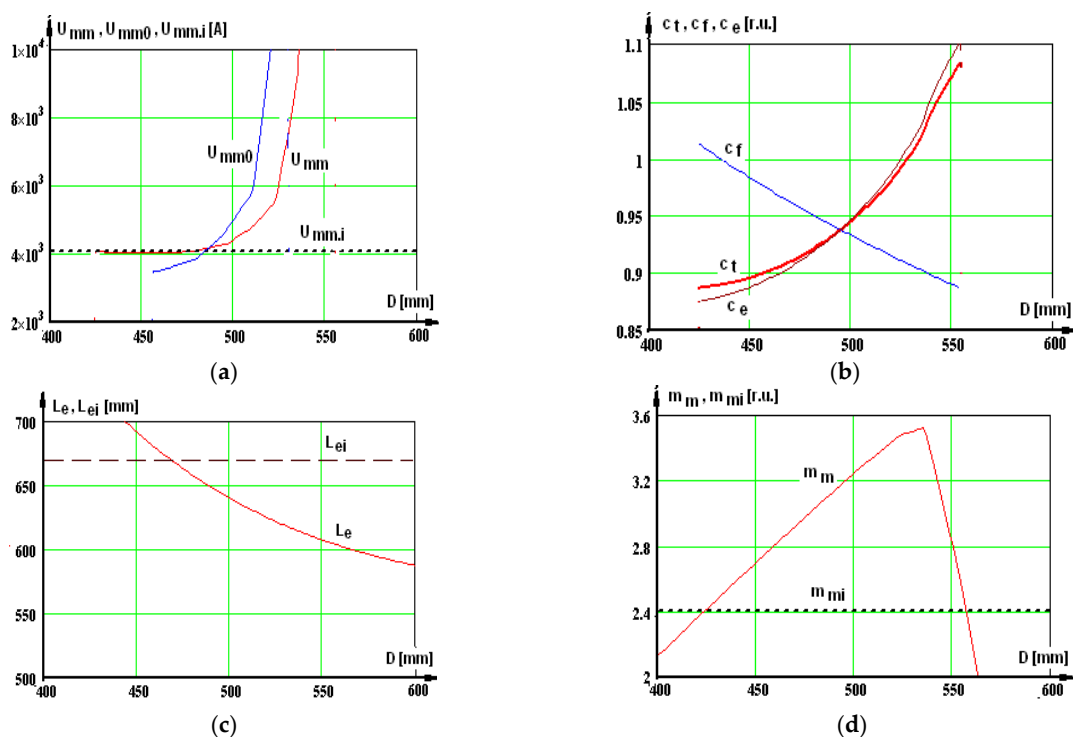 U mm , U mm0 , U mm.i [A]
1×10⁴
8×10³
6×10³
4×10³
2×10³
U mm0
U mm
U mm.i
D [mm]
400 450 500 550 600
(a)
c t , c f , c e [r.u.]
1.1
1.05
1
0.95
0.9
0.85
c f
c t
c e
D [mm]
400 450 500 550 600
(b)
L e , L ei [mm]
700
650
600
550
500
L ei
L e
D [mm]
400 450 500 550 600
(c)
m m , m mi [r.u.]
3.6
3.2
2.8
2.4
2
m m
m mi
D [mm]
400 450 500 550 600
(d)